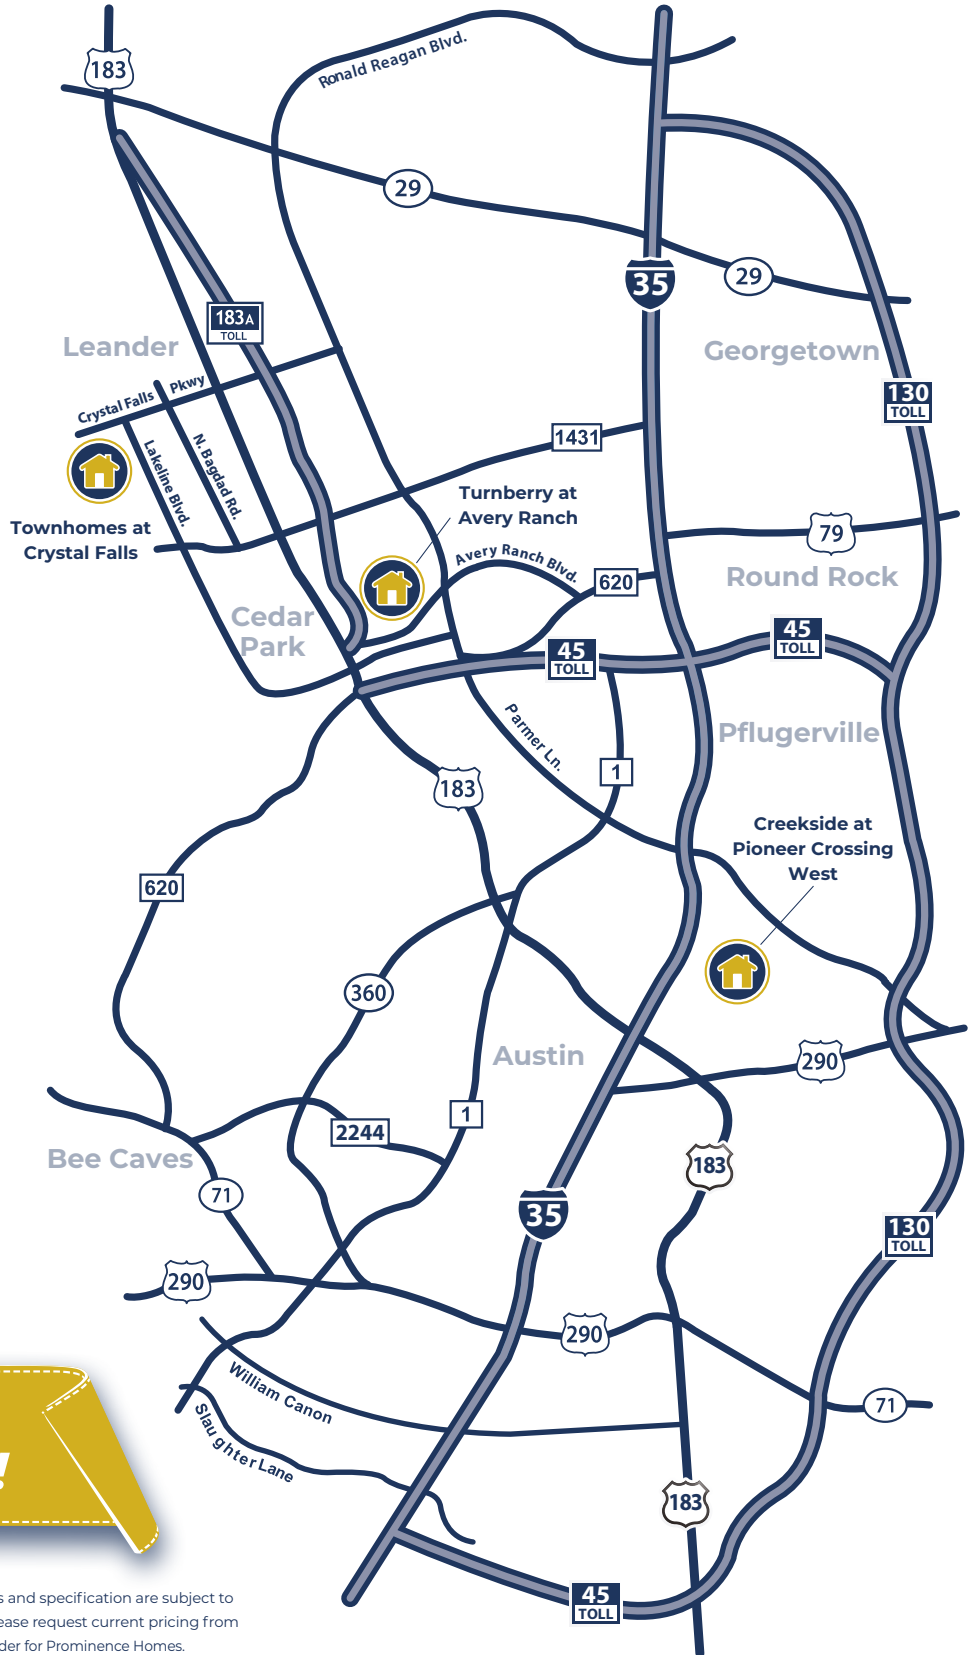 Ronald Reagan Blvd.
183
29
35
29
183A
TOLL
Leander
Georgetown
Crystal Falls Pkwy
130
TOLL
1431
N. Bagdad Rd.
Lakeline Blvd.
Turnberry at
Avery Ranch
Townhomes at
Crystal Falls
79
Avery Ranch Blvd.
620
Round Rock
Cedar
Park
45
TOLL
45
TOLL
Parmer Ln.
Pflugerville
1
183
Creekside at
Pioneer Crossing
West
620
360
Austin
290
1
2244
Bee Caves
183
71
35
130
TOLL
290
290
William Canon
71
Slaughter Lane
!
183
45
TOLL
and specification are subject to
request current pricing from
for Prominence Homes.